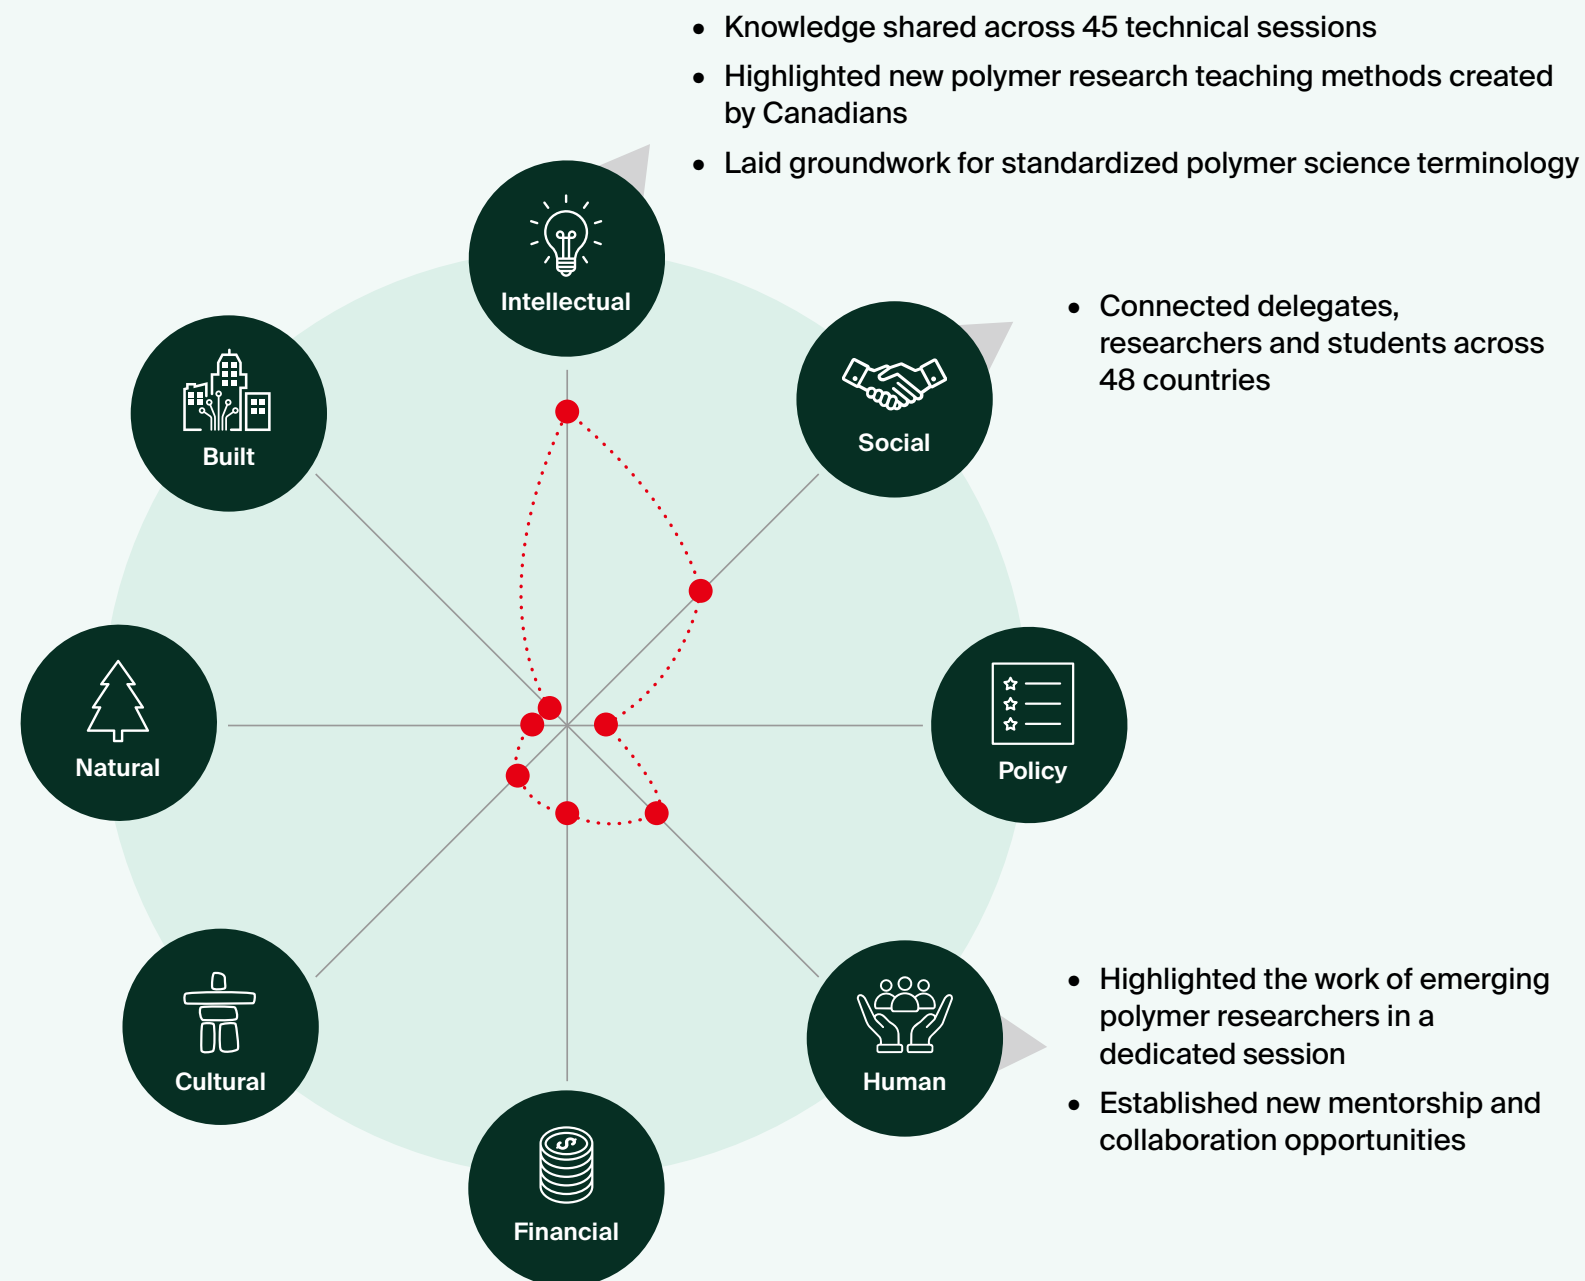 • Knowledge shared across 45 technical sessions
• Highlighted new polymer research teaching methods created
by Canadians
• Laid groundwork for standardized polymer science terminology
Intellectual
• Connected delegates,
researchers and students across
48 countries
Social
Built
Policy
Natural
• Highlighted the work of emerging
polymer researchers in a
dedicated session
• Established new mentorship and
collaboration opportunities
Human
Cultural
Financial